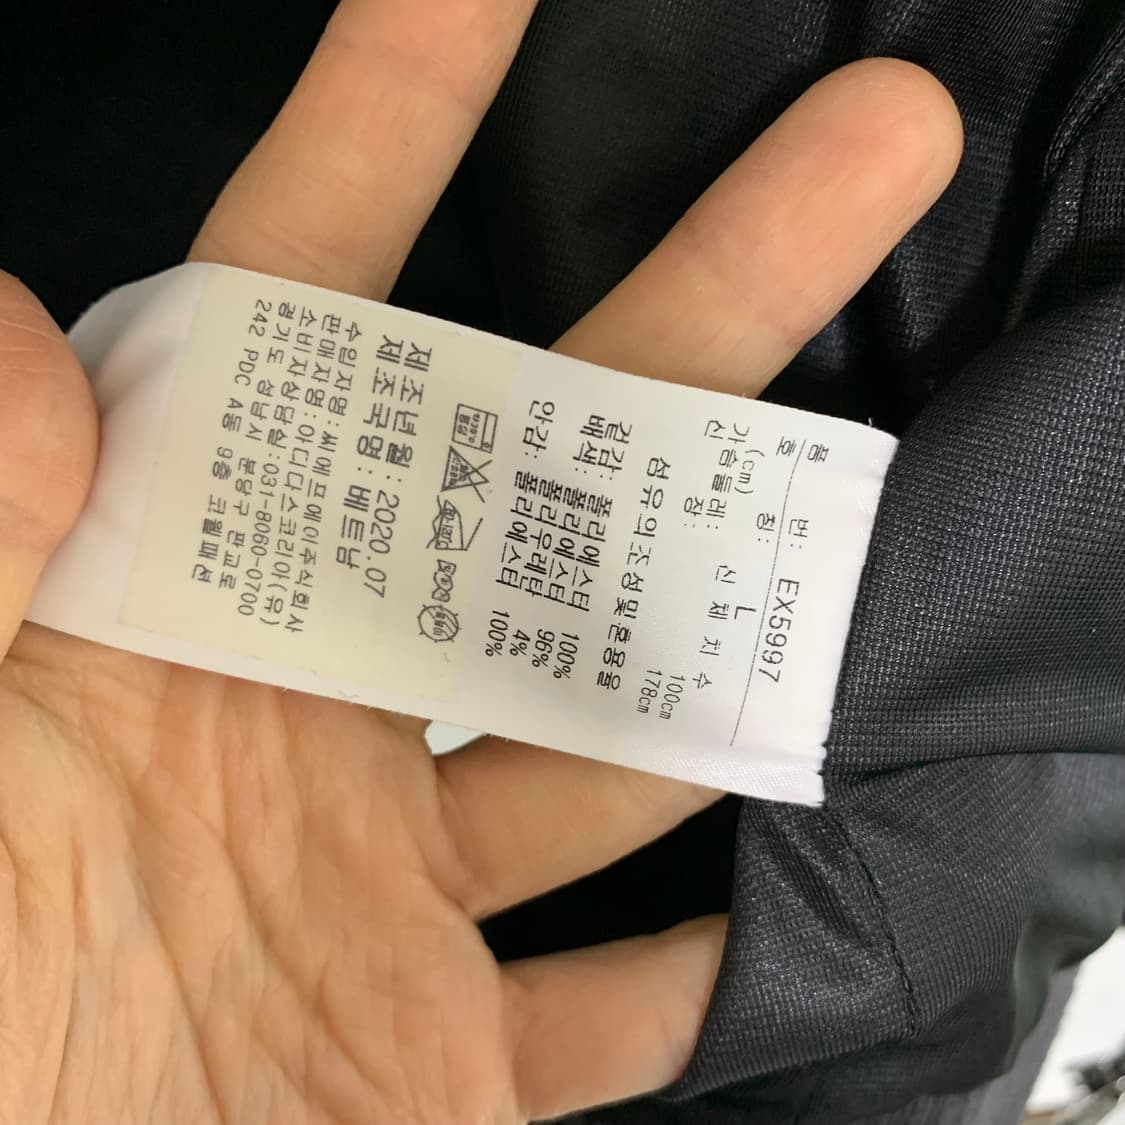 품 번: EX5997
호 칭: L
(cm) 신 체 치 수
가슴둘레: 100cm
신 장: 178cm
섬유의조성및혼용율
겉감: 폴리에스터 100%
배색: 폴리에스터 96%
폴리우레탄 4%
안감: 폴리에스터 100%
제조년월: 2020.07
제조국명: 베트남
수입자명: 씨에프에이주식회사
판매자명: 아디다스코리아(유)
소비자상담실: 031-8060-0700
경기도 성남시 분당구 판교로
242 PDC A동 9층 코웰패션